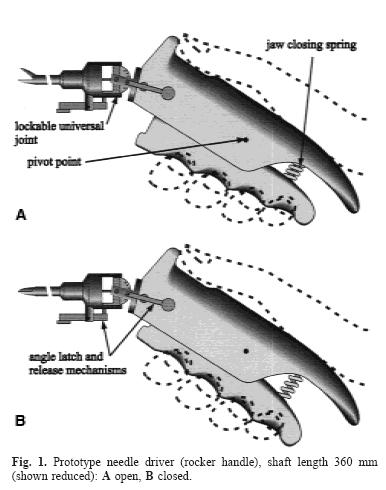 jaw closing spring
lockable universal
joint
pivot point
A
angle latch and
release mechanisms
B
Fig. 1. Prototype needle driver (rocker handle), shaft length 360 mm
(shown reduced): A open, B closed.